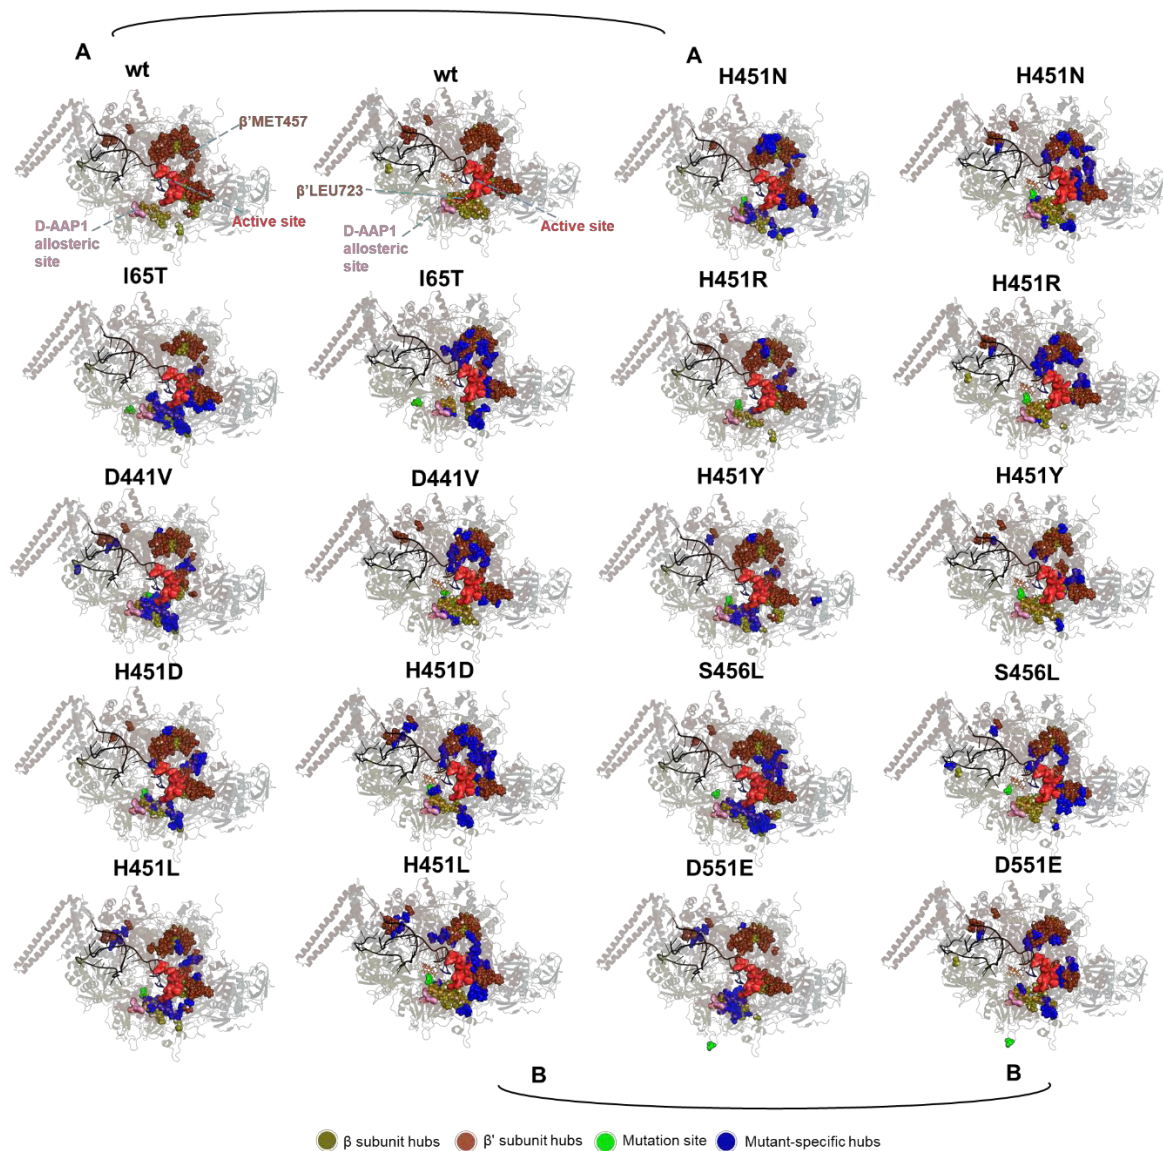 A
A
wt
wt
H451N
H451N
β'MET457
β'LEU723
D-AAP1
allosteric
site
Active site
D-AAP1
allosteric
site
Active site
I65T
I65T
H451R
H451R
D441V
D441V
H451Y
H451Y
H451D
H451D
S456L
S456L
H451L
H451L
D551E
D551E
B
B
β subunit hubs
β' subunit hubs
Mutation site
Mutant-specific hubs